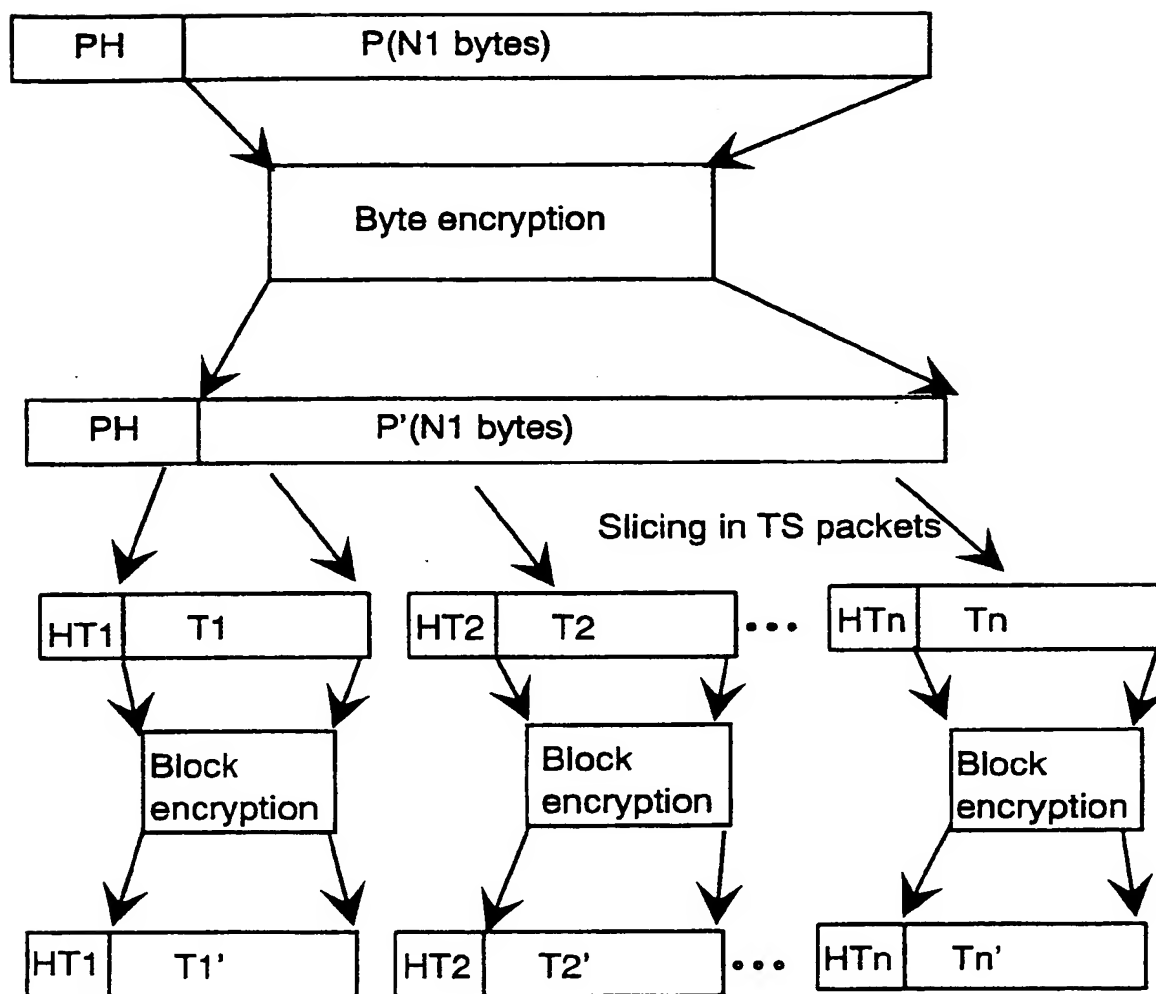 PH P(N1 bytes)
Byte encryption
PH P'(N1 bytes)
Slicing in TS packets
HT1 T1 HT2 T2 ... HTn Tn
Block encryption Block encryption Block encryption
HT1 T1' HT2 T2' ... HTn Tn'